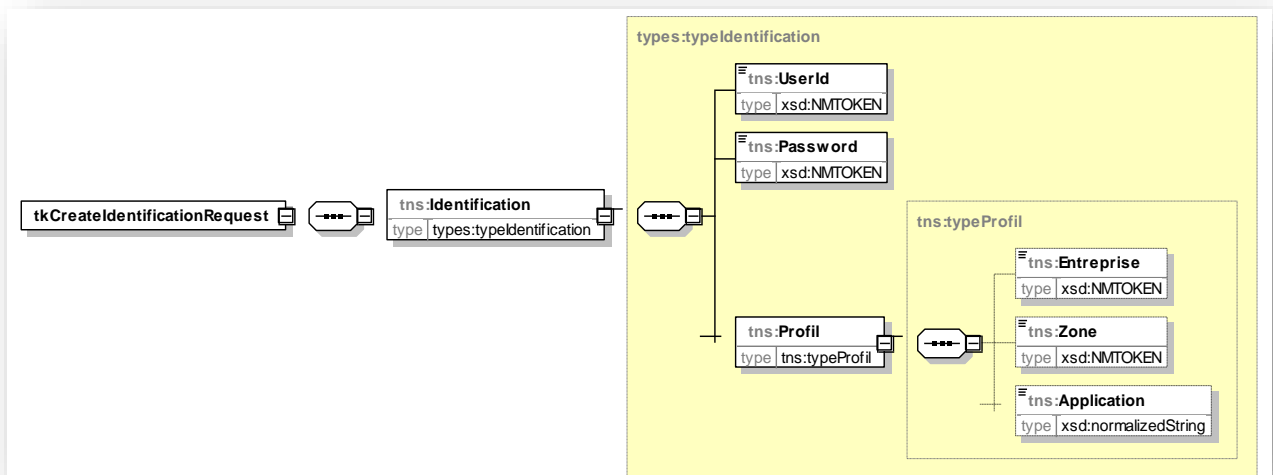 types:typeIdentification
tns:UserId
type xsd:NMTOKEN
tns:Password
type xsd:NMTOKEN
tkCreateIdentificationRequest
tns:Identification
type types:typeIdentification
tns:typeProfil
tns:Entreprise
type xsd:NMTOKEN
tns:Profil
type tns:typeProfil
tns:Zone
type xsd:NMTOKEN
tns:Application
type xsd:normalizedString